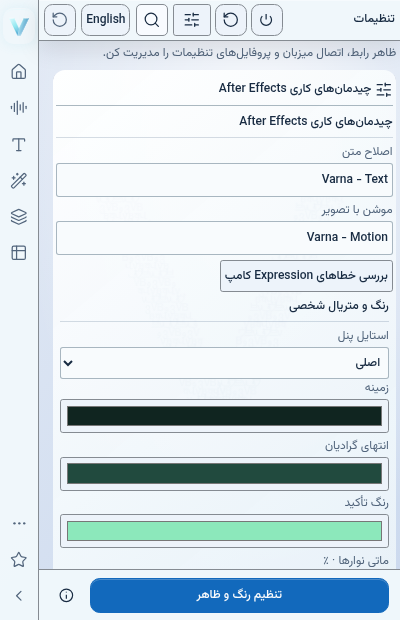 تنظیمات
English
ظاهر رابط، اتصال میزبان و پروفایل‌های تنظیمات را مدیریت کن.
چیدمان‌های کاری After Effects
چیدمان‌های کاری After Effects
اصلاح متن
Varna - Text
موشن با تصویر
Varna - Motion
بررسی خطاهای Expression کامپ
رنگ و متریال شخصی
استایل پنل
اصلی
زمینه
انتهای گرادیان
رنگ تأکید
ماتی نوارها · ٪
تنظیم رنگ و ظاهر